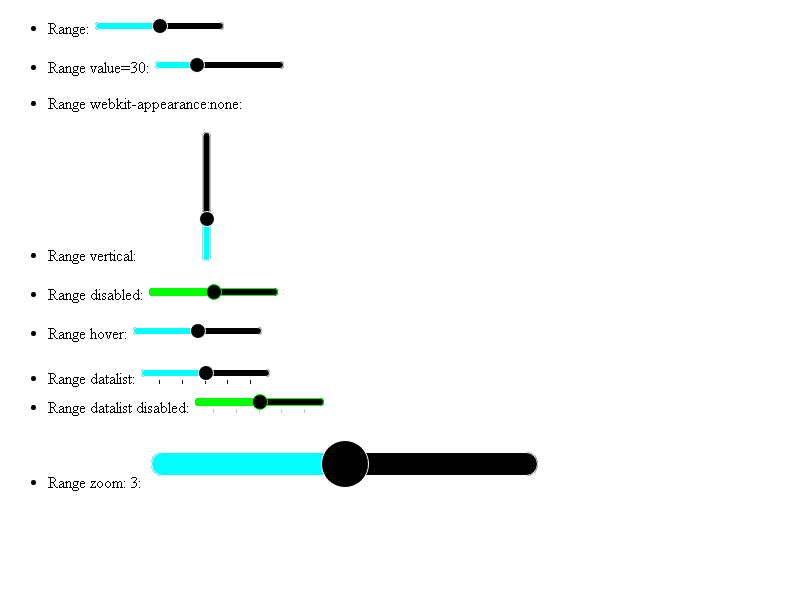 Range:
Range value=30:
Range webkit-appearance:none:
Range vertical:
Range disabled:
Range hover:
Range datalist:
Range datalist disabled:
Range zoom: 3: